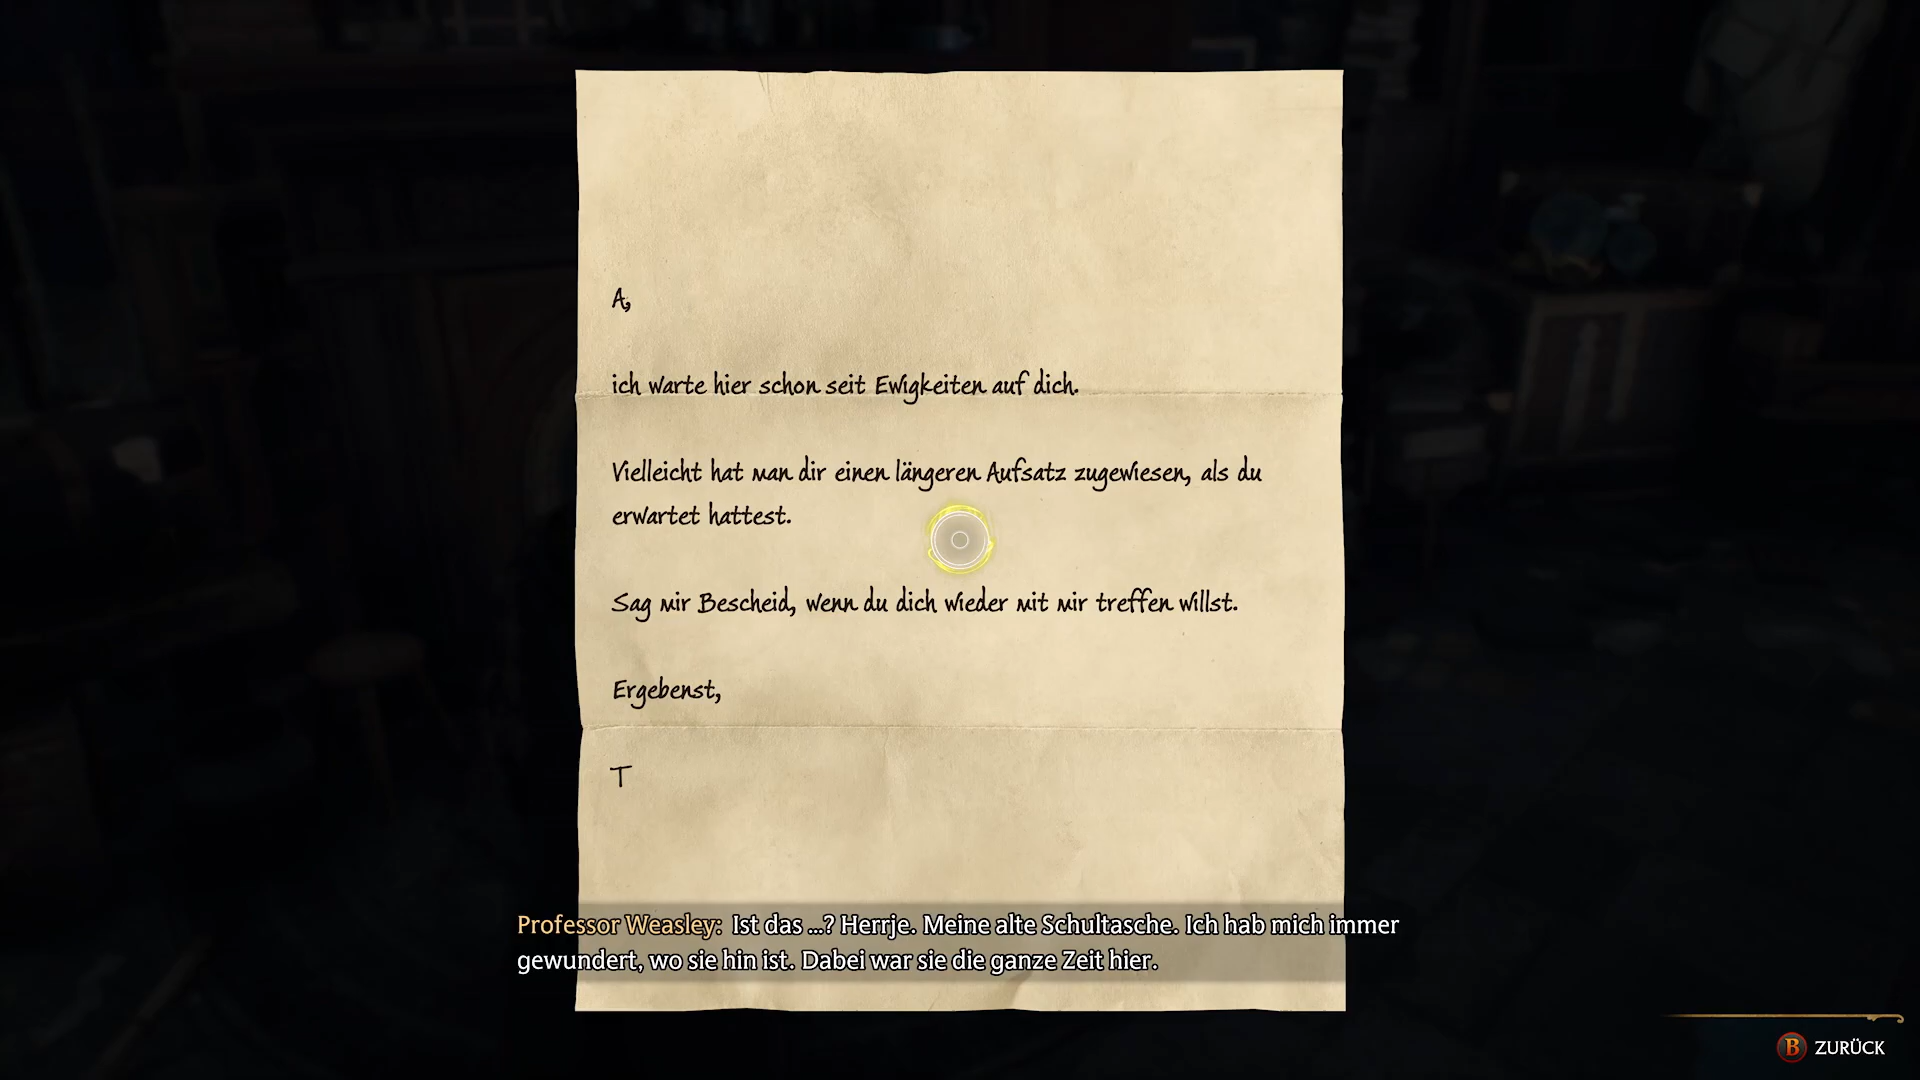 A,
ich warte hier schon seit Ewigkeiten auf dich.
Vielleicht hat man dir einen längeren Aufsatz zugewiesen, als du
erwartet hattest.
Sag mir Bescheid, wenn du dich wieder mit mir treffen willst.
Ergebenst,
T
Professor Weasley: Ist das ...? Herrje. Meine alte Schultasche. Ich hab mich immer
gewundert, wo sie hin ist. Dabei war sie die ganze Zeit hier.
B ZURÜCK